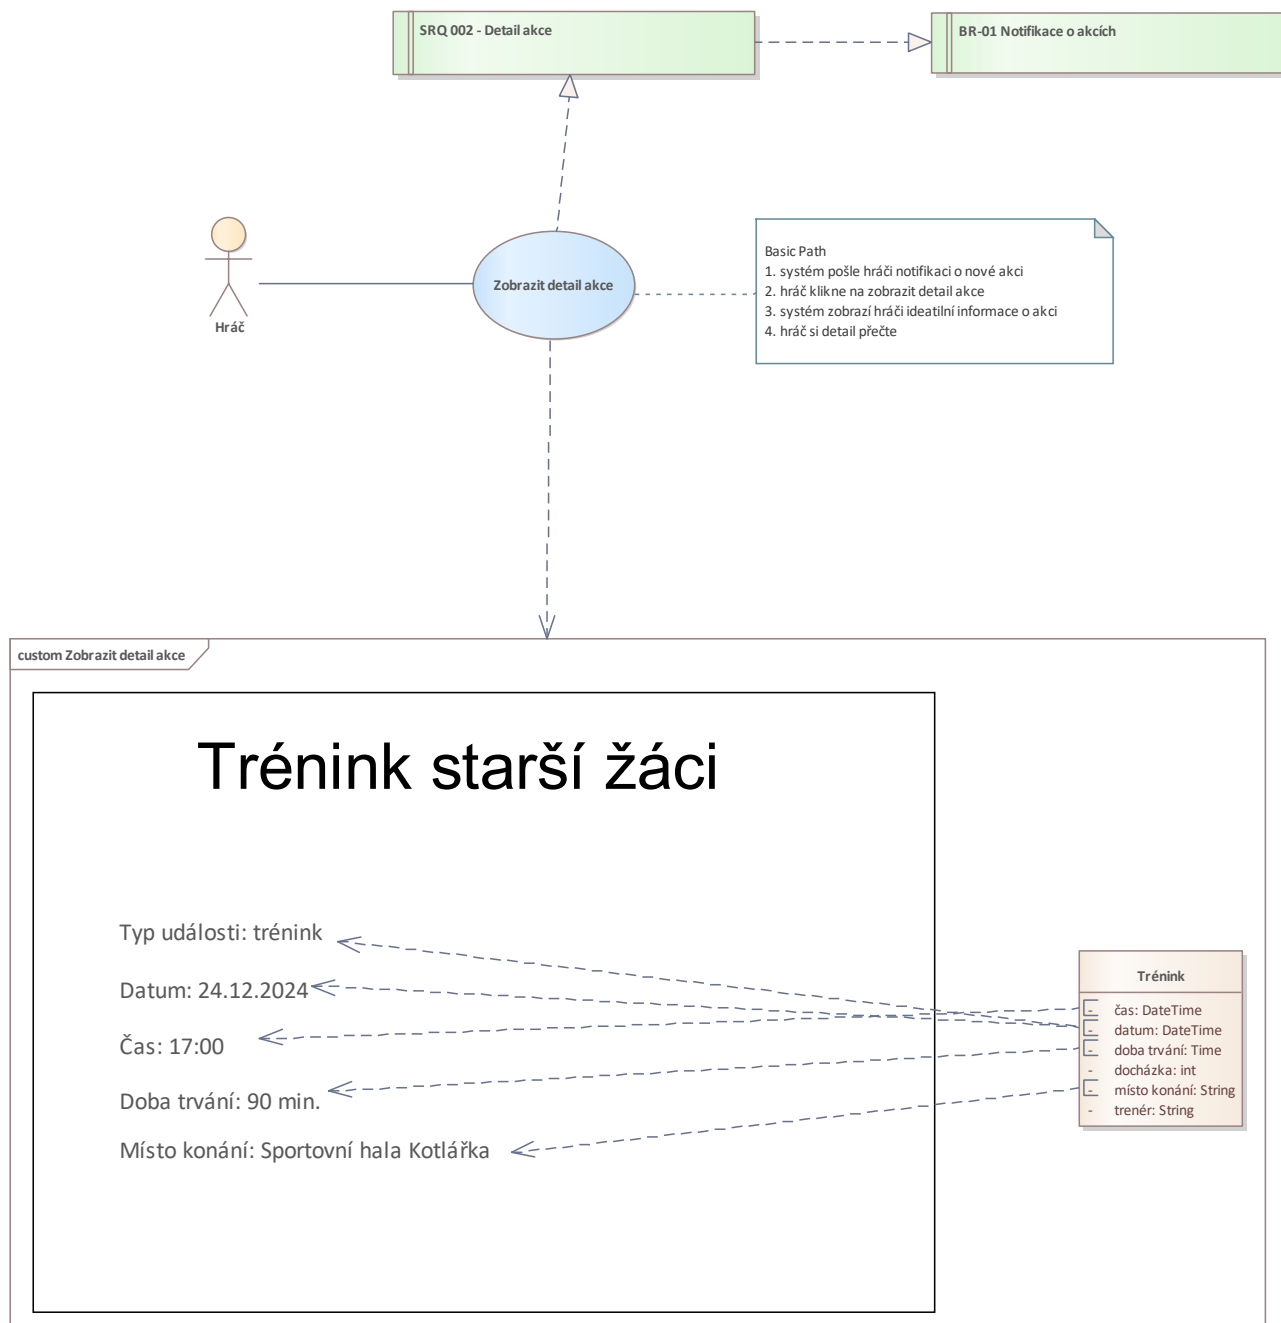 SRQ 002 - Detail akce
BR-01 Notifikace o akcích
Hráč
Zobrazit detail akce
Basic Path
1. systém pošle hráči notifikaci o nové akci
2. hráč klikne na zobrazit detail akce
3. systém zobrazí hráči ideatilní informace o akci
4. hráč si detail přečte
custom Zobrazit detail akce
Trénink starší žáci
Typ události: trénink
Datum: 24.12.2024
Čas: 17:00
Doba trvání: 90 min.
Místo konání: Sportovní hala Kotlářka
Trénink
- čas: DateTime
- datum: DateTime
- doba trvání: Time
- docházka: int
- místo konání: String
- trenér: String